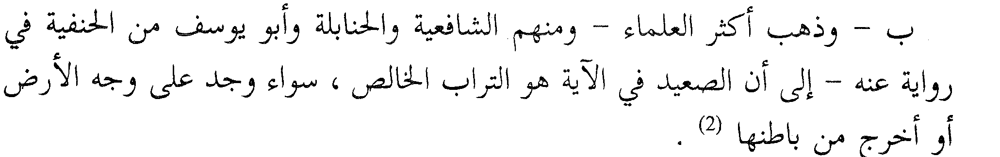 ب – وذهب أكثر العلماء – ومنهم الشافعية والحنابلة وأبو يوسف من الحنفية في
رواية عنه – إلى أن الصعيد في الآية هو التراب الخالص ، سواء وجد على وجه الأرض
أو أخرج من باطنها (2) .